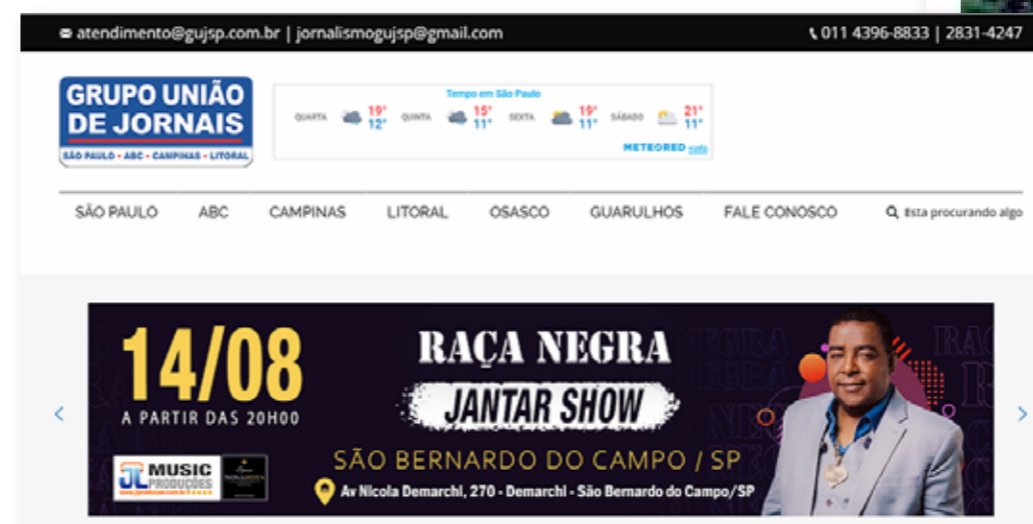 atendimento@gujsp.com.br | jornalismogujsp@gmail.com
011 4396-8833 | 2831-4247
GRUPO UNIÃO
DE JORNAIS
SÃO PAULO - ABC - CAMPINAS - LITORAL
Tempo em São Paulo
QUARTA 19° 12° QUINTA 15° 11° SEXTA 19° 11° SÁBADO 21° 11°
METEORED
SÃO PAULO ABC CAMPINAS LITORAL OSASCO GUARULHOS FALE CONOSCO Esta procurando algo
14/08
A PARTIR DAS 20H00
RAÇA NEGRA
JANTAR SHOW
SÃO BERNARDO DO CAMPO / SP
Av Nicola Demarchi, 270 - Demarchi - São Bernardo do Campo/SP
JL MUSIC
PRODUÇÕES